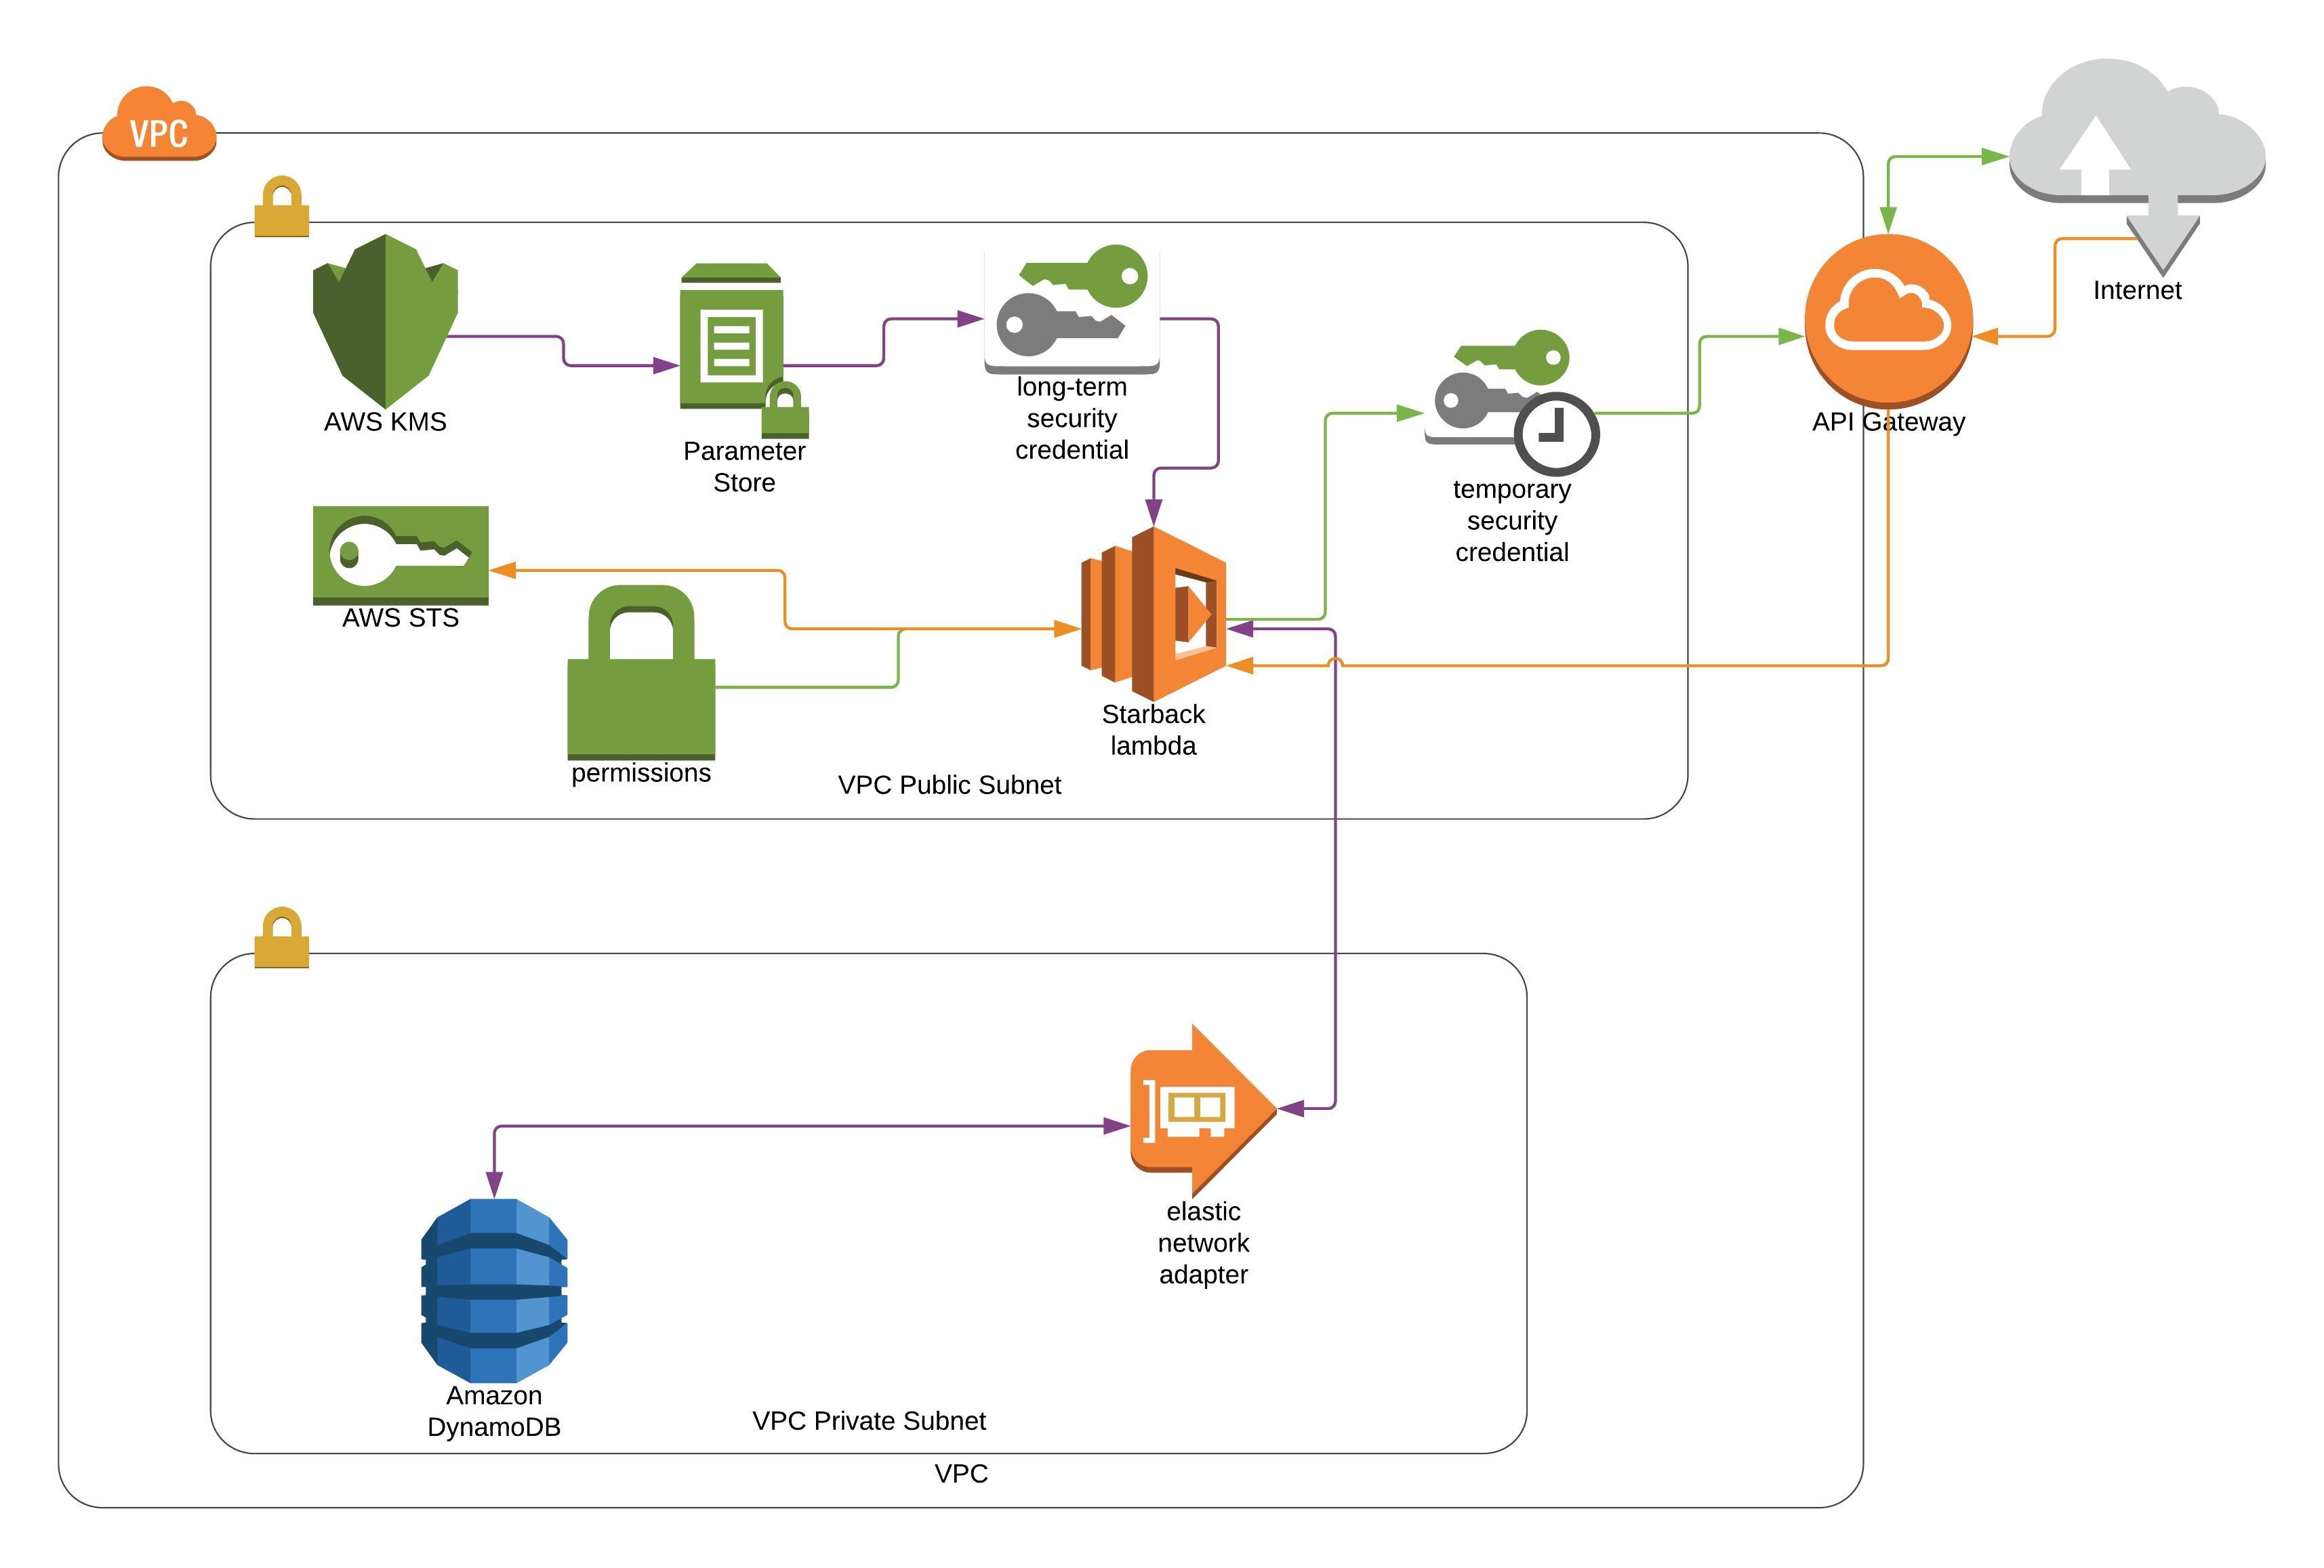 VPC
Internet
AWS KMS
Parameter
Store
long-term
security
credential
temporary
security
credential
API Gateway
AWS STS
permissions
Starback
lambda
VPC Public Subnet
elastic
network
adapter
Amazon
DynamoDB
VPC Private Subnet
VPC